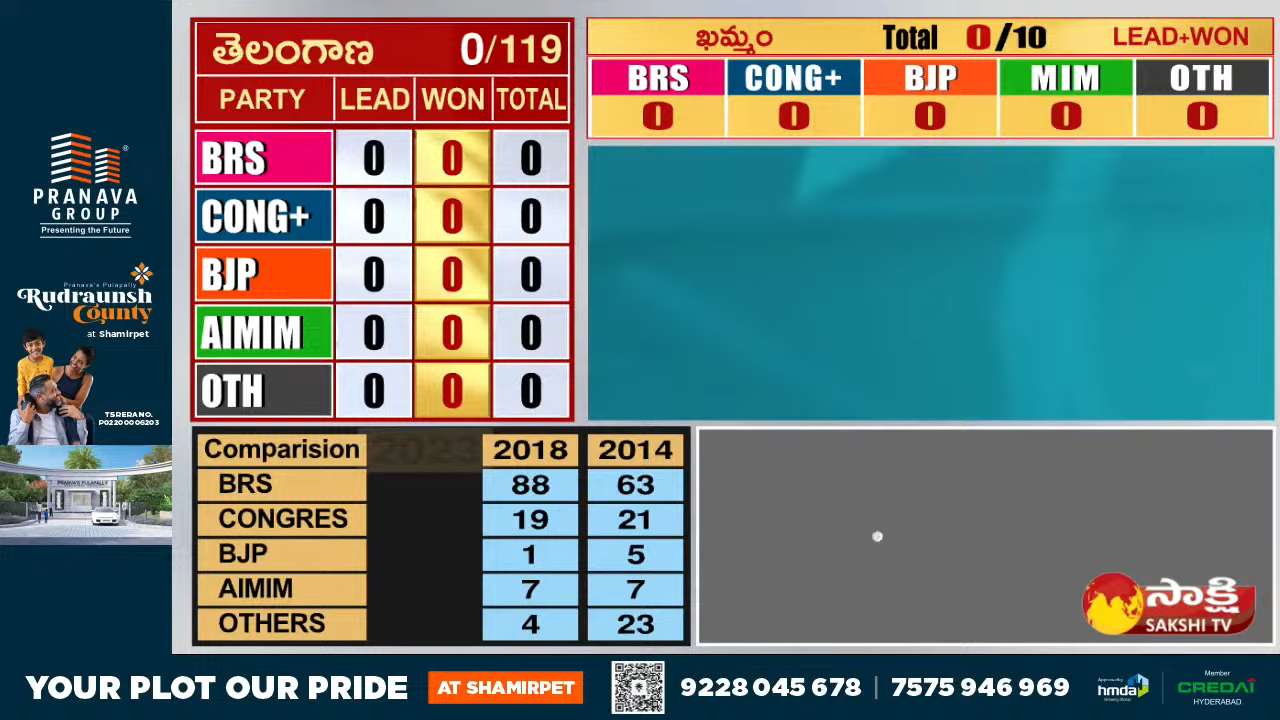 తెలంగాణ 0/119
PARTY LEAD WON TOTAL
BRS 0 0 0
CONG+ 0 0 0
BJP 0 0 0
AIMIM 0 0 0
OTH 0 0 0
ఖమ్మం Total 0/10 LEAD+WON
BRS CONG+ BJP MIM OTH
0 0 0 0 0
Comparision 2023 2018 2014
BRS 88 63
CONGRES 19 21
BJP 1 5
AIMIM 7 7
OTHERS 4 23
సాక్షి
SAKSHI TV
PRANAVA
GROUP
Presenting the Future
Pranava's Pulapally
Rudraunsh
County
at Shamirpet
TSRERA NO.
P02200006203
PRANAVA'S PULAPALLY
YOUR PLOT OUR PRIDE AT SHAMIRPET 9228 045 678 | 7575 946 969
hmda
Member
CREDAI
HYDERABAD